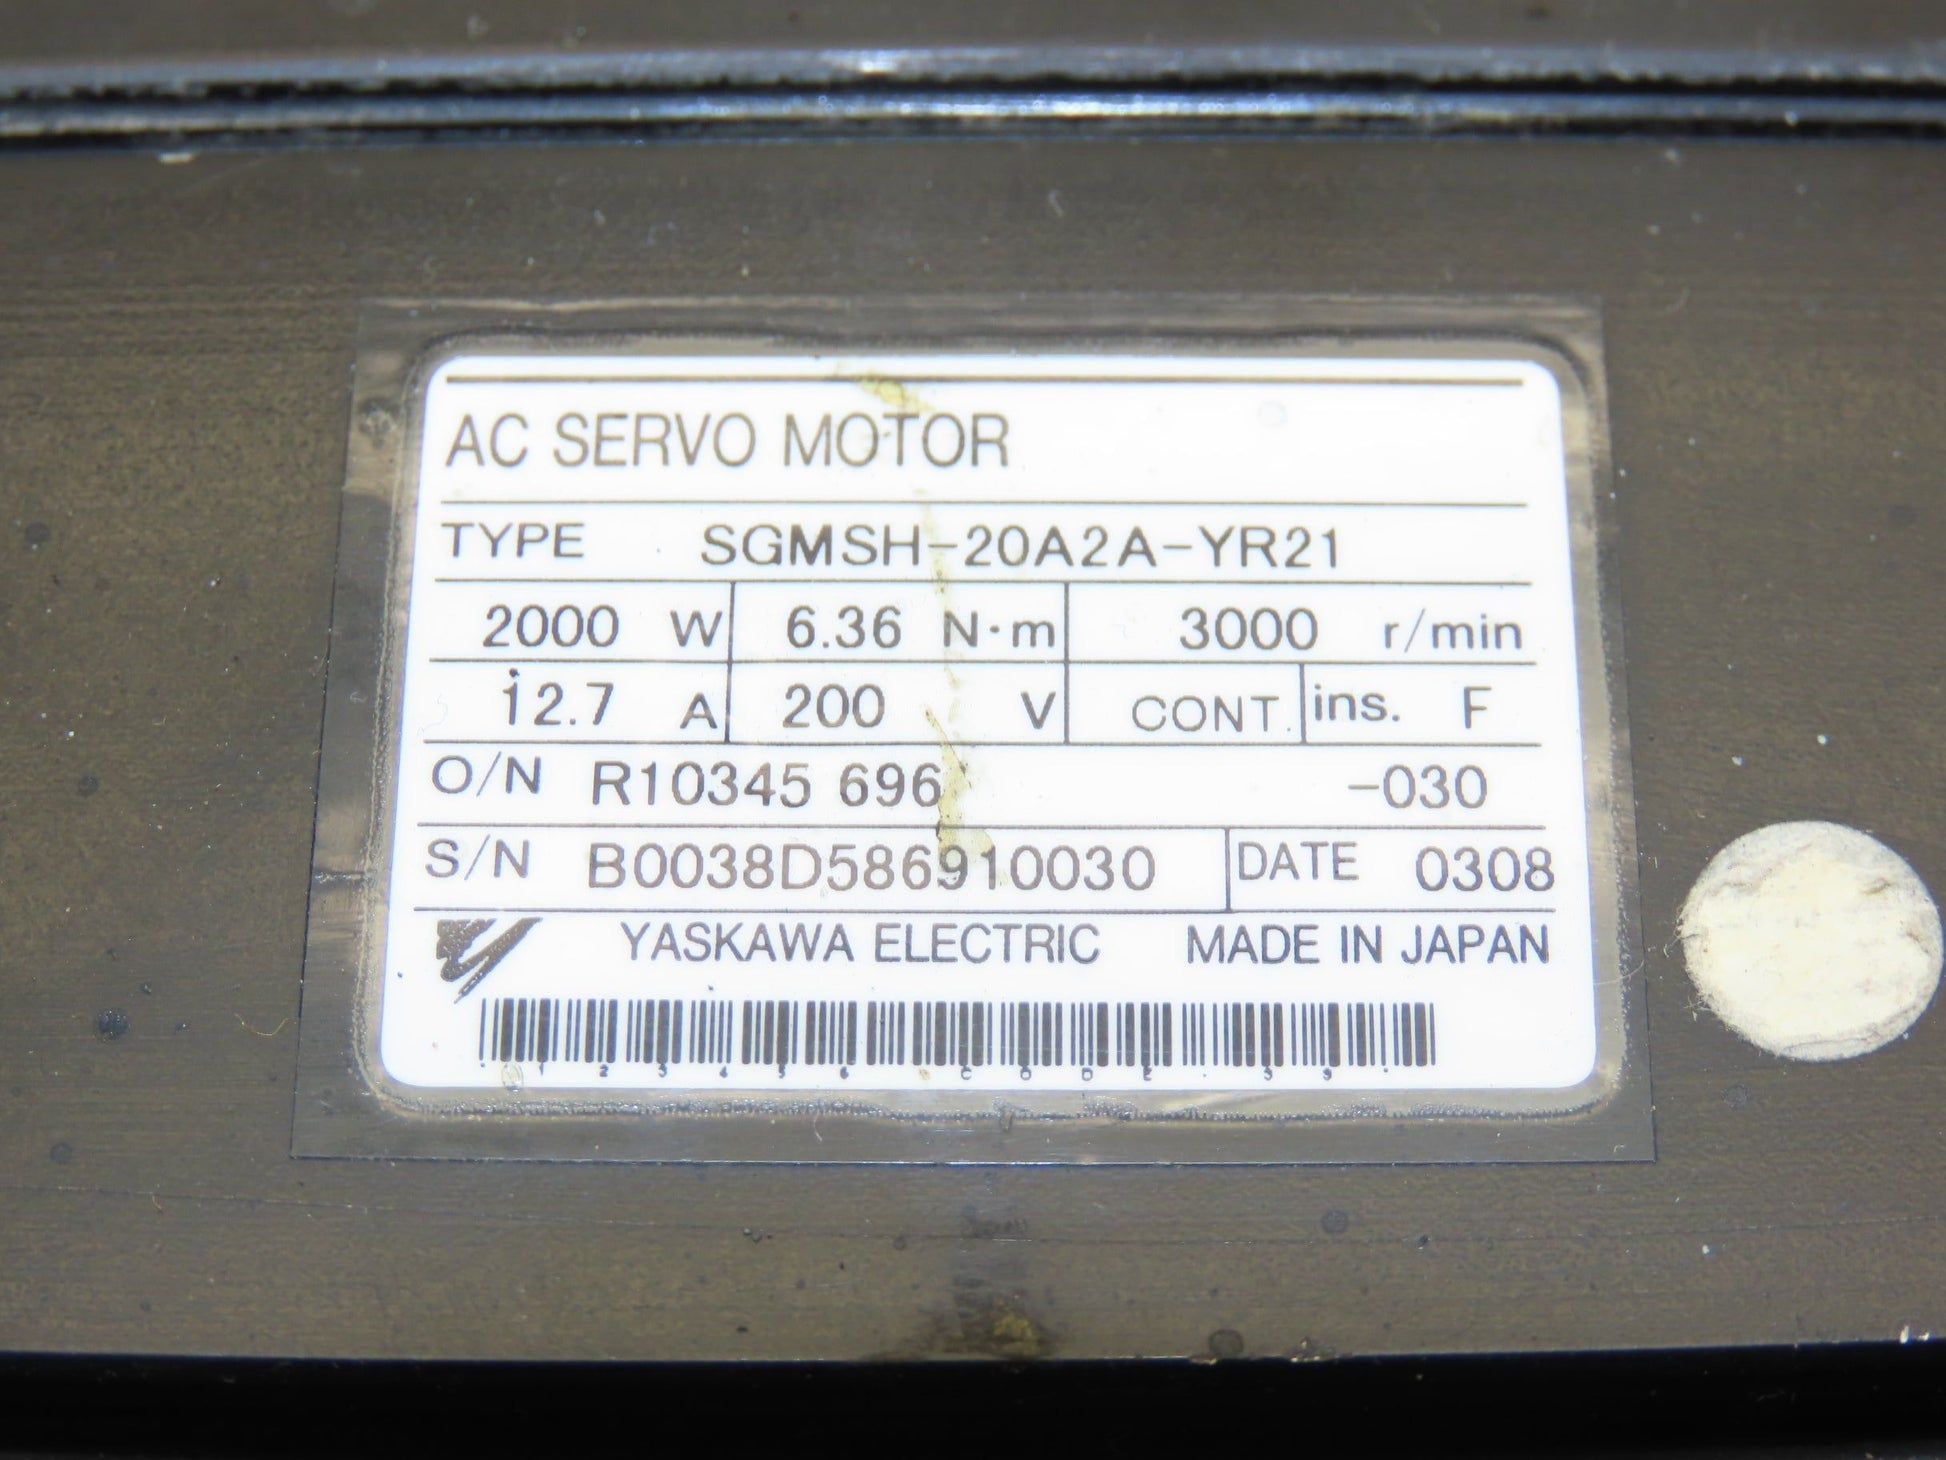 AC SERVO MOTOR
TYPE SGMSH-20A2A-YR21
2000 W 6.36 N·m 3000 r/min
12.7 A 200 V CONT. ins. F
O/N R10345 696 -030
S/N B0038D586910030 DATE 0308
YASKAWA ELECTRIC MADE IN JAPAN